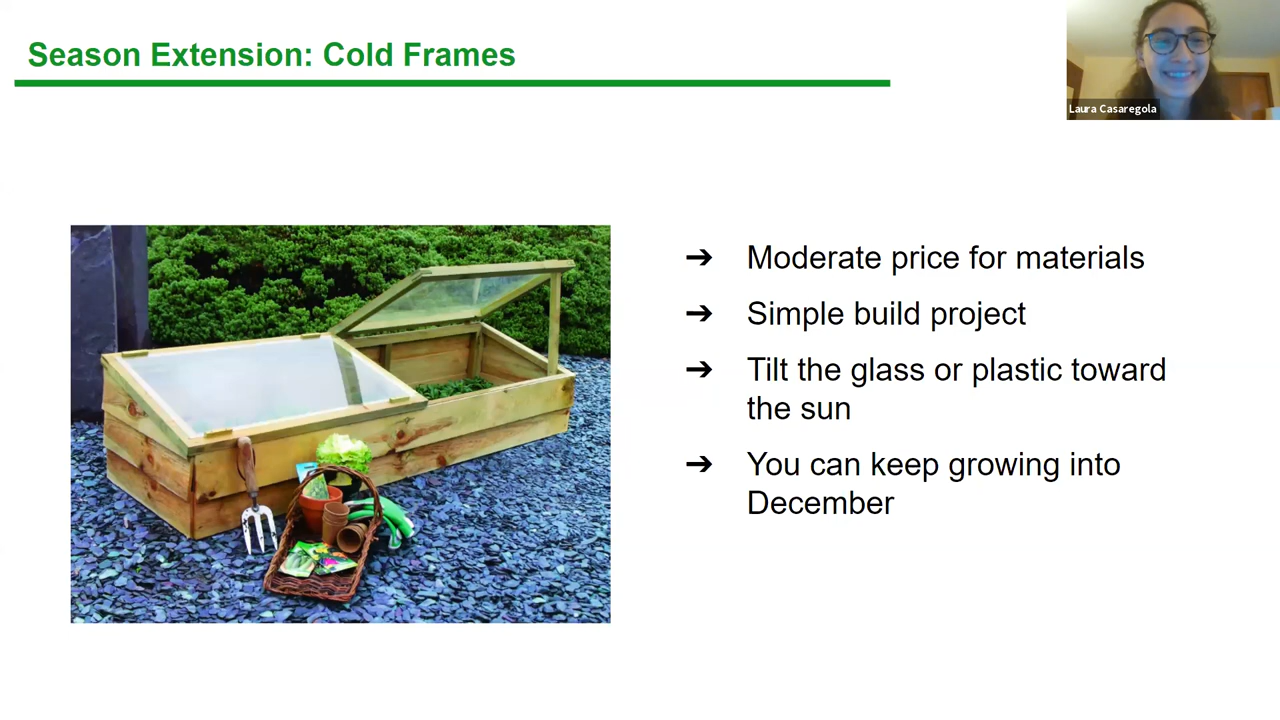 Season Extension: Cold Frames
Laura Casaregola
➔ Moderate price for materials
➔ Simple build project
➔ Tilt the glass or plastic toward
the sun
➔ You can keep growing into
December